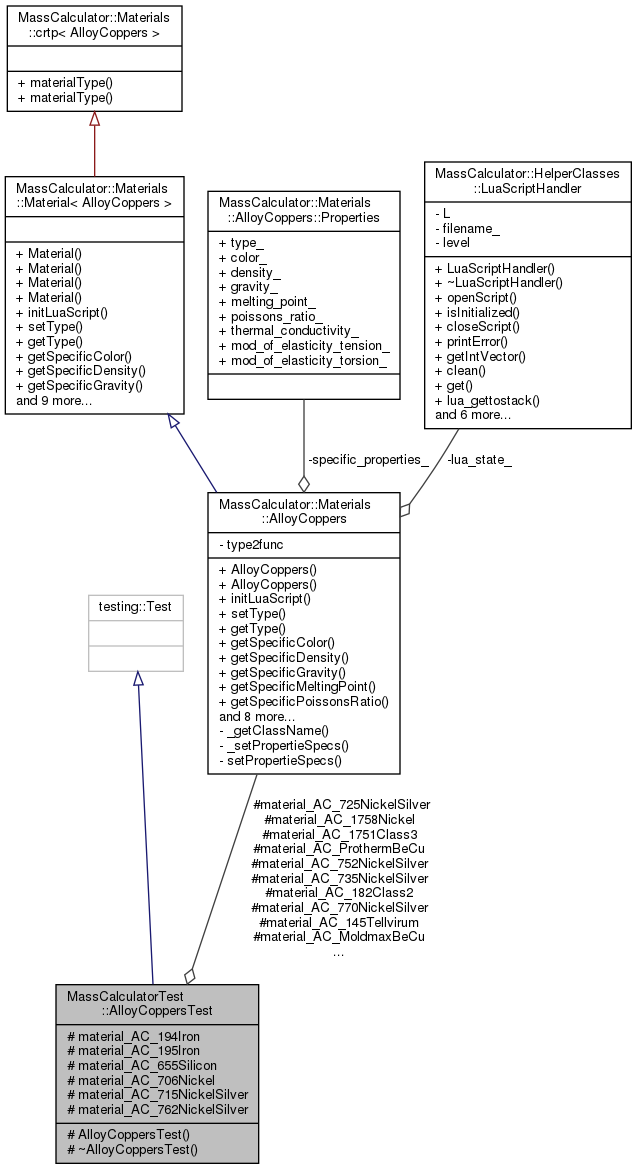 MassCalculator::Materials
::crtp< AlloyCoppers >
+ materialType()
+ materialType()
MassCalculator::Materials
::Material< AlloyCoppers >
+ Material()
+ Material()
+ Material()
+ Material()
+ initLuaScript()
+ setType()
+ getType()
+ getSpecificColor()
+ getSpecificDensity()
+ getSpecificGravity()
and 9 more...
MassCalculator::Materials
::AlloyCoppers::Properties
+ type_
+ color_
+ density_
+ gravity_
+ melting_point_
+ poissons_ratio_
+ thermal_conductivity_
+ mod_of_elasticity_tension_
+ mod_of_elasticity_torsion_
MassCalculator::HelperClasses
::LuaScriptHandler
- L
- filename_
- level
+ LuaScriptHandler()
+ ~LuaScriptHandler()
+ openScript()
+ isInitialized()
+ closeScript()
+ printError()
+ getIntVector()
+ clean()
+ get()
+ lua_gettostack()
and 6 more...
-specific_properties_
-lua_state_
MassCalculator::Materials
::AlloyCoppers
- type2func
+ AlloyCoppers()
+ AlloyCoppers()
+ initLuaScript()
+ setType()
+ getType()
+ getSpecificColor()
+ getSpecificDensity()
+ getSpecificGravity()
+ getSpecificMeltingPoint()
+ getSpecificPoissonsRatio()
and 8 more...
- _getClassName()
- _setPropertieSpecs()
- setPropertieSpecs()
testing::Test
#material_AC_725NickelSilver
#material_AC_1758Nickel
#material_AC_1751Class3
#material_AC_ProthermBeCu
#material_AC_752NickelSilver
#material_AC_735NickelSilver
#material_AC_182Class2
#material_AC_770NickelSilver
#material_AC_145Tellvirum
#material_AC_MoldmaxBeCu
...
MassCalculatorTest
::AlloyCoppersTest
# material_AC_194Iron
# material_AC_195Iron
# material_AC_655Silicon
# material_AC_706Nickel
# material_AC_715NickelSilver
# material_AC_762NickelSilver
# AlloyCoppersTest()
# ~AlloyCoppersTest()